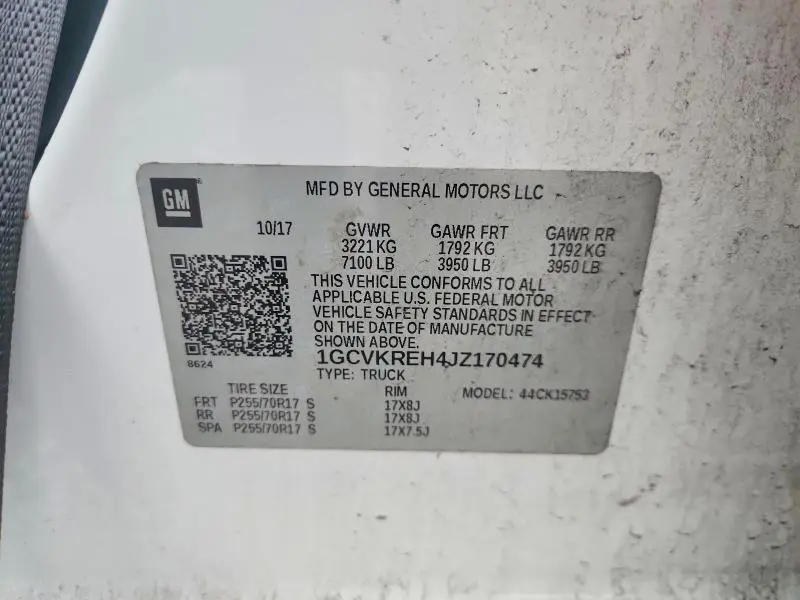 GM
MFD BY GENERAL MOTORS LLC
10/17 GVWR GAWR FRT GAWR RR
3221 KG 1792 KG 1792 KG
7100 LB 3950 LB 3950 LB
THIS VEHICLE CONFORMS TO ALL
APPLICABLE U.S. FEDERAL MOTOR
VEHICLE SAFETY STANDARDS IN EFFECT
ON THE DATE OF MANUFACTURE
SHOWN ABOVE.
8624
1GCVKREH4JZ170474
TYPE: TRUCK
TIRE SIZE RIM MODEL: 44CK15753
FRT P255/70R17 S 17X8J
RR P255/70R17 S 17X8J
SPA P255/70R17 S 17X7.5J